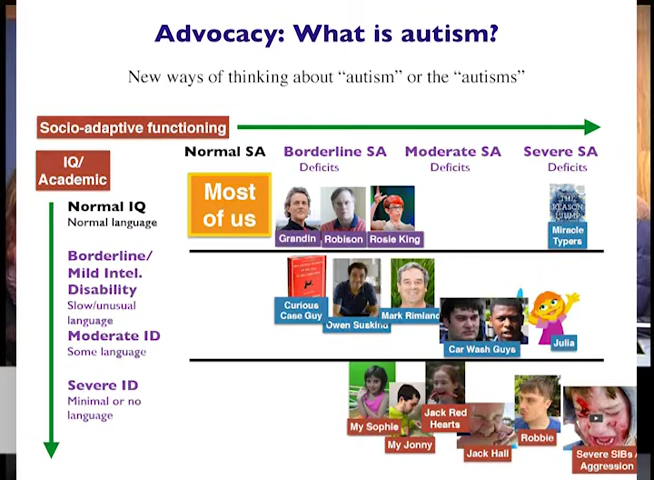 Advocacy: What is autism?
New ways of thinking about “autism” or the “autisms”
Socio-adaptive functioning
IQ/
Academic
Normal SA
Borderline SA
Deficits
Moderate SA
Deficits
Severe SA
Deficits
Normal IQ
Normal language
Most
of us
Grandin
Robison
Rosie King
THE REASON
I JUMP
Miracle
Typers
Borderline/
Mild Intel.
Disability
Slow/unusual
language
Moderate ID
Some language
Curious
Case Guy
Owen Suskind
Mark Rimland
Car Wash Guys
Julia
Severe ID
Minimal or no
language
My Sophie
My Jonny
Jack Red
Hearts
Jack Hall
Robbie
Severe SIBs
Aggression